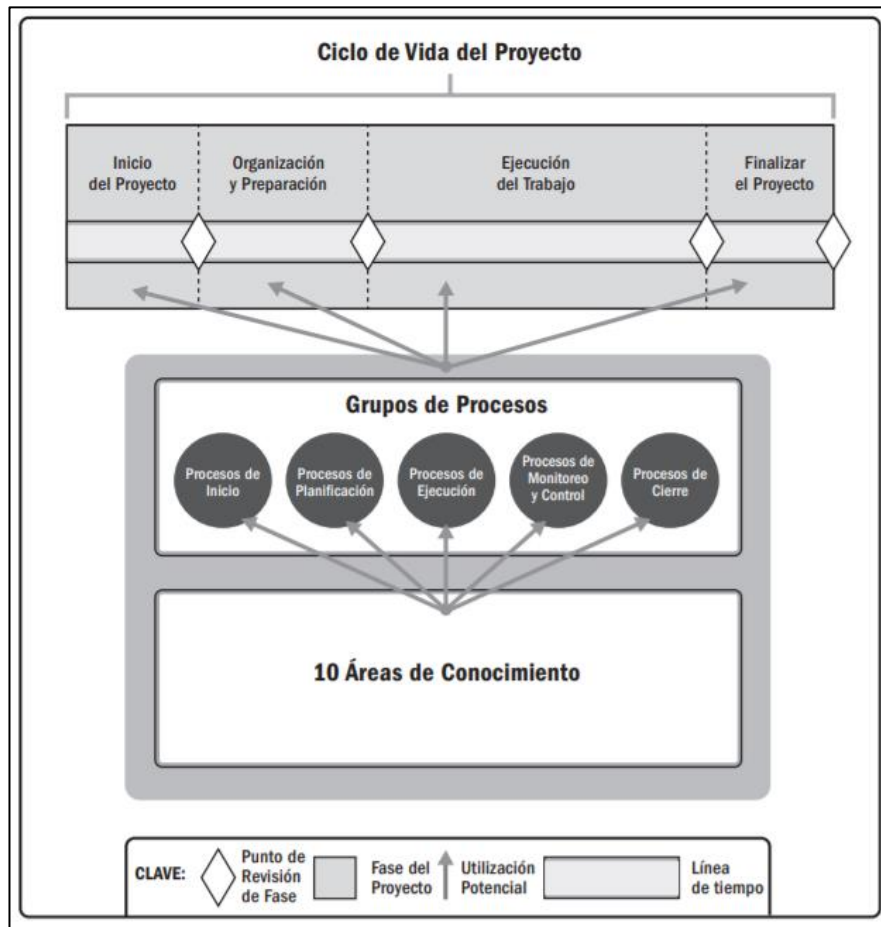 Ciclo de Vida del Proyecto
Inicio
del Proyecto
Organización
y Preparación
Ejecución
del Trabajo
Finalizar
el Proyecto
Grupos de Procesos
Procesos de
Inicio
Procesos de
Planificación
Procesos de
Ejecución
Procesos de
Monitoreo
y Control
Procesos de
Cierre
10 Áreas de Conocimiento
CLAVE:
Punto de
Revisión
de Fase
Fase del
Proyecto
Utilización
Potencial
Línea
de tiempo